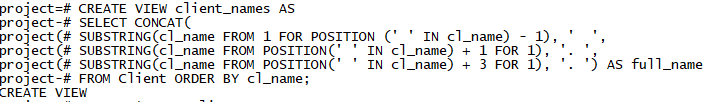 project=# CREATE VIEW client_names AS
project-# SELECT CONCAT(
project(# SUBSTRING(cl_name FROM 1 FOR POSITION (' ' IN cl_name) - 1), '  ',
project(# SUBSTRING(cl_name FROM POSITION(' ' IN cl_name) + 1 FOR 1), '. ',
project(# SUBSTRING(cl_name FROM POSITION(' ' IN cl_name) + 3 FOR 1), '. ') AS full_name
project-# FROM Client ORDER BY cl_name;
CREATE VIEW